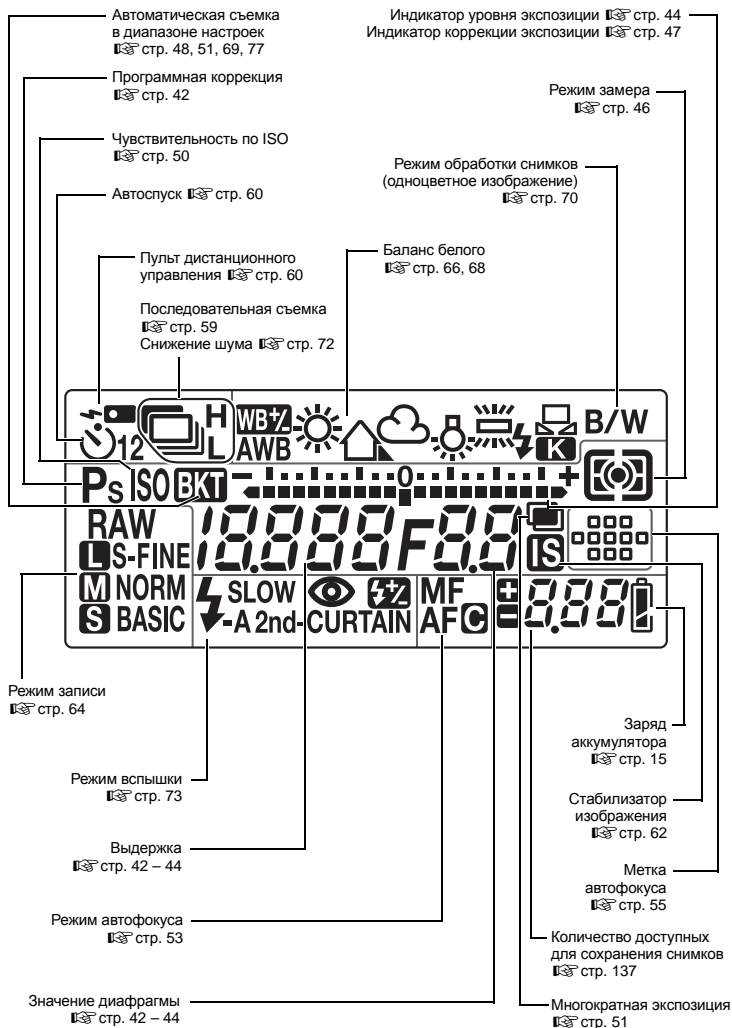 Автоматическая съемка
в диапазоне настроек
☞ стр. 48, 51, 69, 77
Индикатор уровня экспозиции ☞ стр. 44
Индикатор коррекции экспозиции ☞ стр. 47
Программная коррекция
☞ стр. 42
Режим замера
☞ стр. 46
Чувствительность по ISO
☞ стр. 50
Режим обработки снимков
(одноцветное изображение)
☞ стр. 70
Автоспуск ☞ стр. 60
Пульт дистанционного
управления ☞ стр. 60
Баланс белого
☞ стр. 66, 68
Последовательная съемка
☞ стр. 59
Снижение шума ☞ стр. 72
12 H L WB+/- AWB K B/W
Ps ISO BKT - 0 +
RAW
L S-FINE 18.888 F8.8 IS
M NORM SLOW MF
S BASIC -A 2nd-CURTAIN AF C 8.88
Режим записи
☞ стр. 64
Заряд
аккумулятора
☞ стр. 15
Режим вспышки
☞ стр. 73
Стабилизатор
изображения
☞ стр. 62
Выдержка
☞ стр. 42 – 44
Метка
автофокуса
☞ стр. 55
Режим автофокуса
☞ стр. 53
Количество доступных
для сохранения снимков
☞ стр. 137
Значение диафрагмы
☞ стр. 42 – 44
Многократная экспозиция
☞ стр. 51